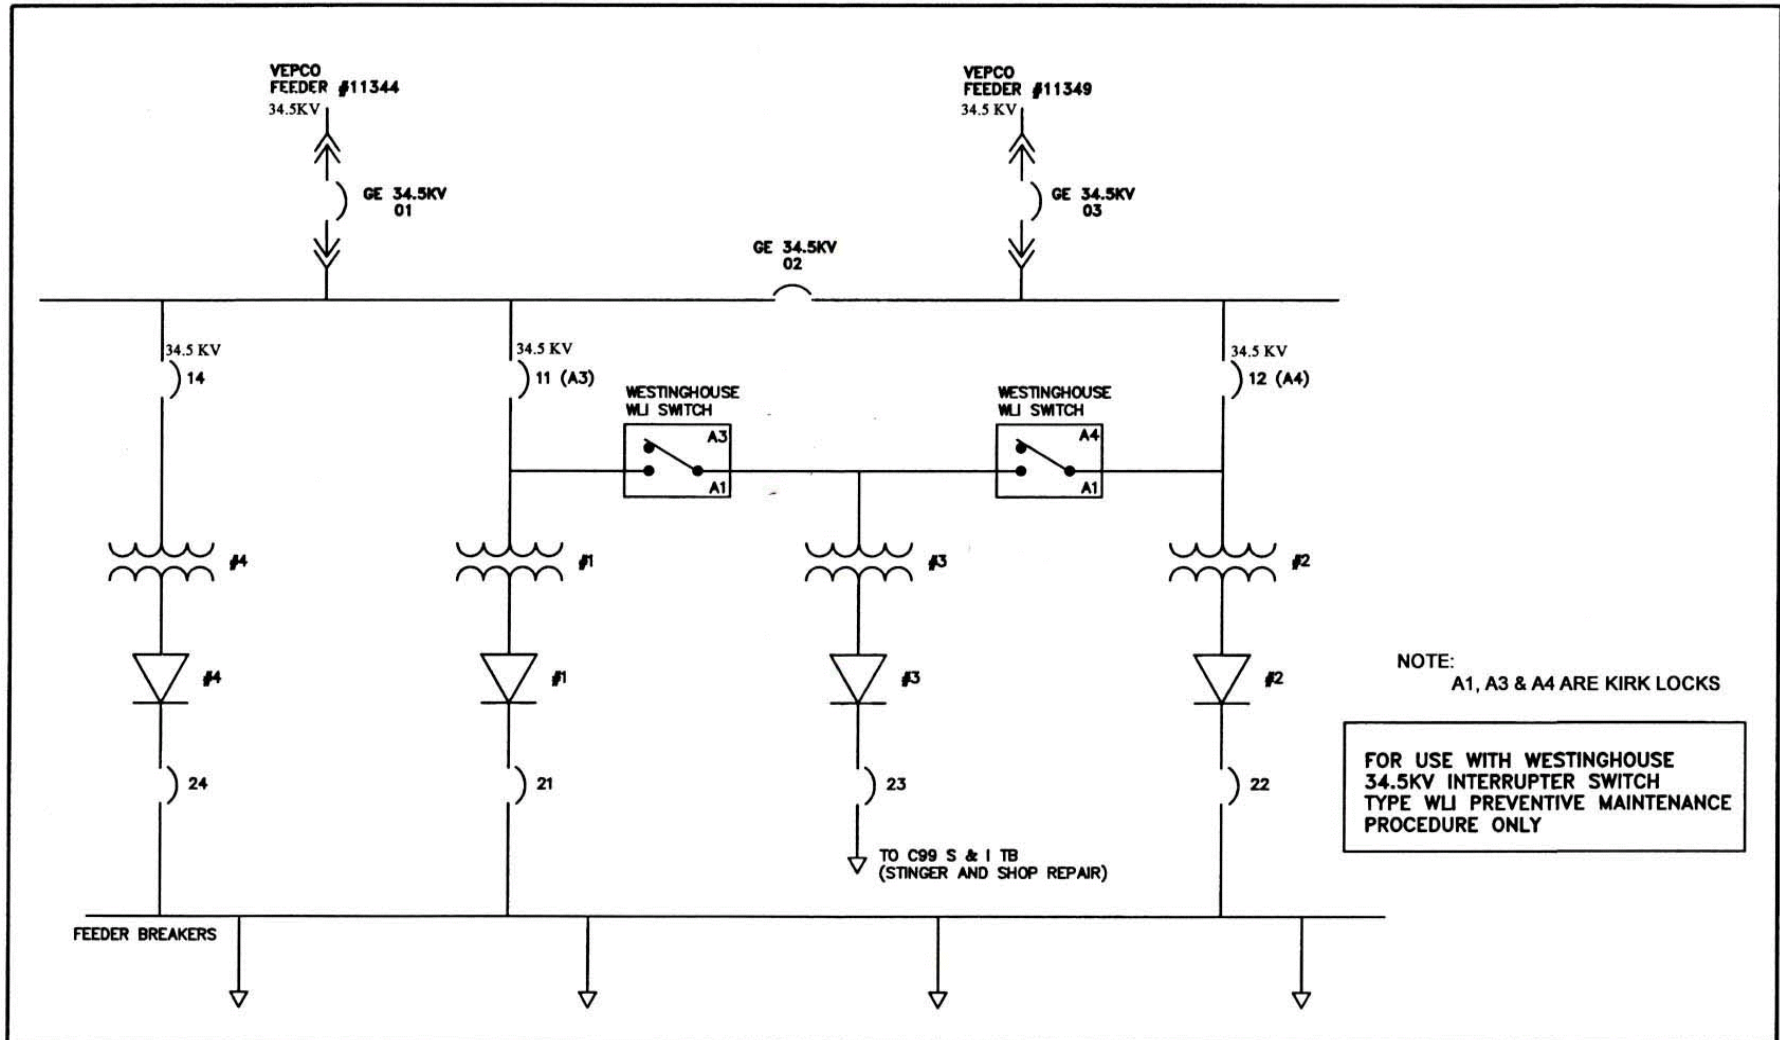 VEPCO
FEEDER #11344
34.5KV
VEPCO
FEEDER #11349
34.5 KV
GE 34.5KV
01
GE 34.5KV
03
GE 34.5KV
02
34.5 KV
14
34.5 KV
11 (A3)
34.5 KV
12 (A4)
WESTINGHOUSE
WLI SWITCH
A3
A1
WESTINGHOUSE
WLI SWITCH
A4
A1
#4
#1
#3
#2
#4
#1
#3
#2
NOTE:
A1, A3 & A4 ARE KIRK LOCKS
FOR USE WITH WESTINGHOUSE
34.5KV INTERRUPTER SWITCH
TYPE WLI PREVENTIVE MAINTENANCE
PROCEDURE ONLY
24
21
23
22
TO C99 S & I TB
(STINGER AND SHOP REPAIR)
FEEDER BREAKERS